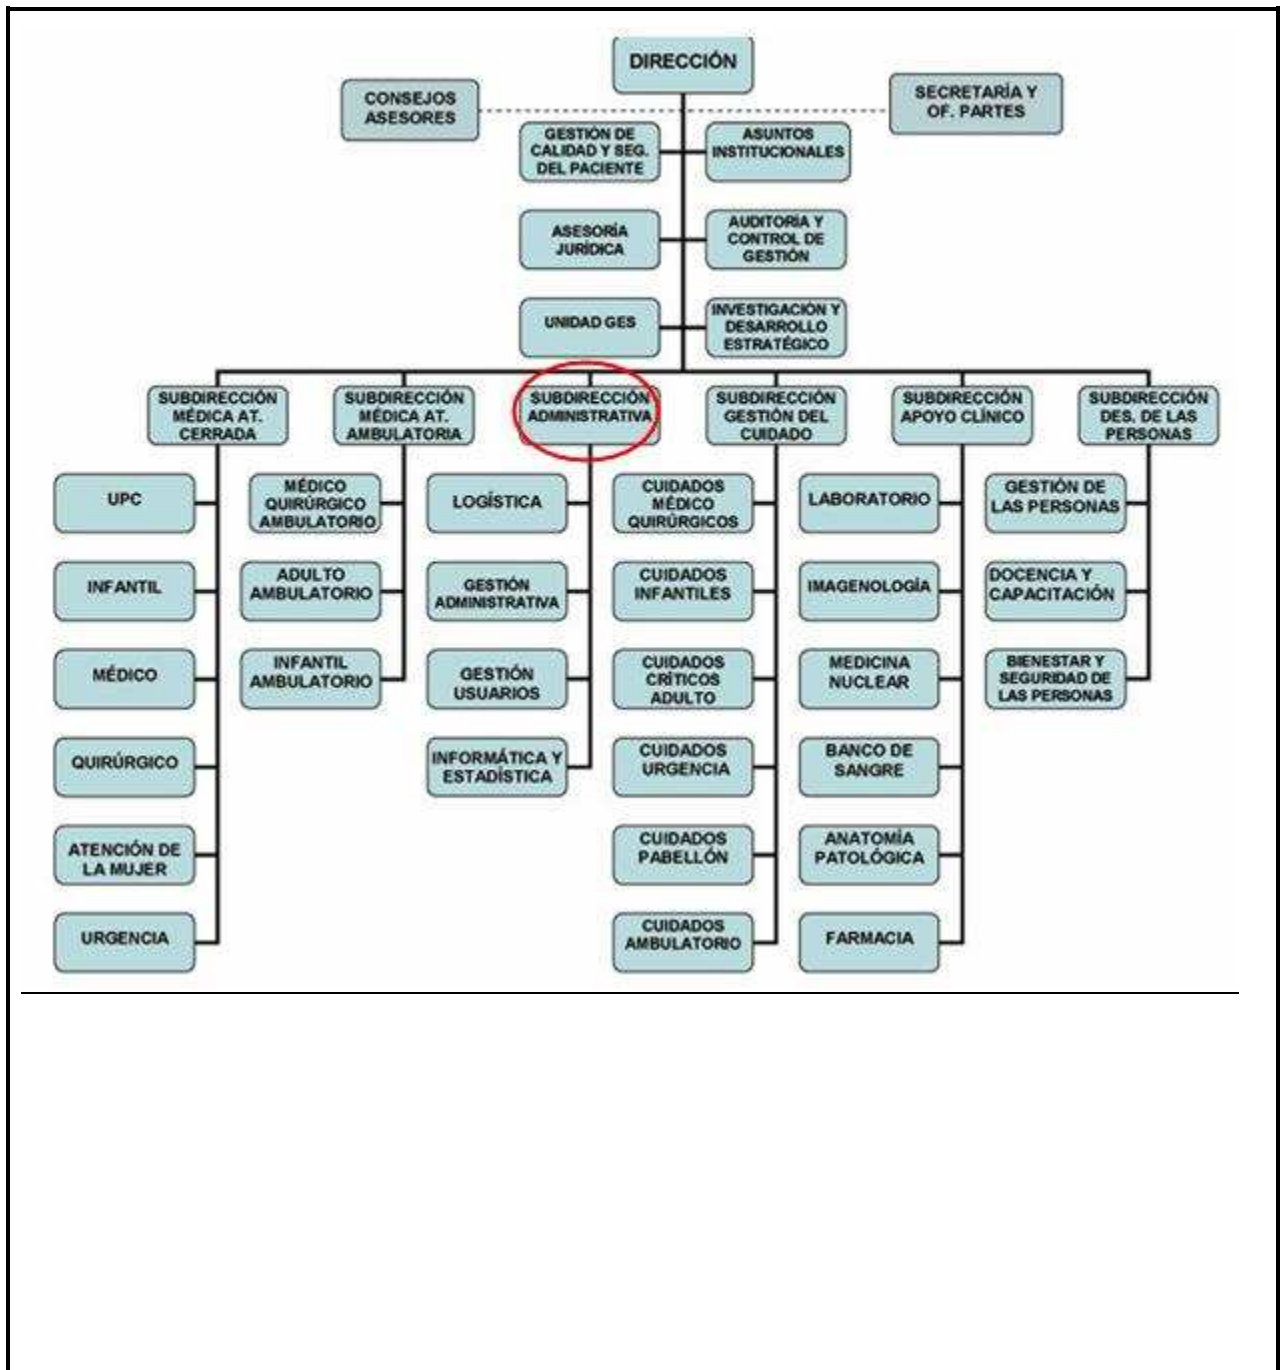 DIRECCIÓN
CONSEJOS
ASESORES
SECRETARÍA Y
OF. PARTES
GESTIÓN DE
CALIDAD Y SEG.
DEL PACIENTE
ASUNTOS
INSTITUCIONALES
ASESORÍA
JURÍDICA
AUDITORÍA Y
CONTROL DE
GESTIÓN
UNIDAD GES
INVESTIGACIÓN Y
DESARROLLO
ESTRATÉGICO
SUBDIRECCIÓN
MÉDICA AT.
CERRADA
SUBDIRECCIÓN
MÉDICA AT.
AMBULATORIA
SUBDIRECCIÓN
ADMINISTRATIVA
SUBDIRECCIÓN
GESTIÓN DEL
CUIDADO
SUBDIRECCIÓN
APOYO CLÍNICO
SUBDIRECCIÓN
DES. DE LAS
PERSONAS
UPC
INFANTIL
MÉDICO
QUIRÚRGICO
ATENCIÓN DE
LA MUJER
URGENCIA
MÉDICO
QUIRÚRGICO
AMBULATORIO
ADULTO
AMBULATORIO
INFANTIL
AMBULATORIO
LOGÍSTICA
GESTIÓN
ADMINISTRATIVA
GESTIÓN
USUARIOS
INFORMÁTICA Y
ESTADÍSTICA
CUIDADOS
MÉDICO
QUIRÚRGICOS
CUIDADOS
INFANTILES
CUIDADOS
CRÍTICOS
ADULTO
CUIDADOS
URGENCIA
CUIDADOS
PABELLÓN
CUIDADOS
AMBULATORIO
LABORATORIO
IMAGENOLOGÍA
MEDICINA
NUCLEAR
BANCO DE
SANGRE
ANATOMÍA
PATOLÓGICA
FARMACIA
GESTIÓN DE
LAS PERSONAS
DOCENCIA Y
CAPACITACIÓN
BIENESTAR Y
SEGURIDAD DE
LAS PERSONAS